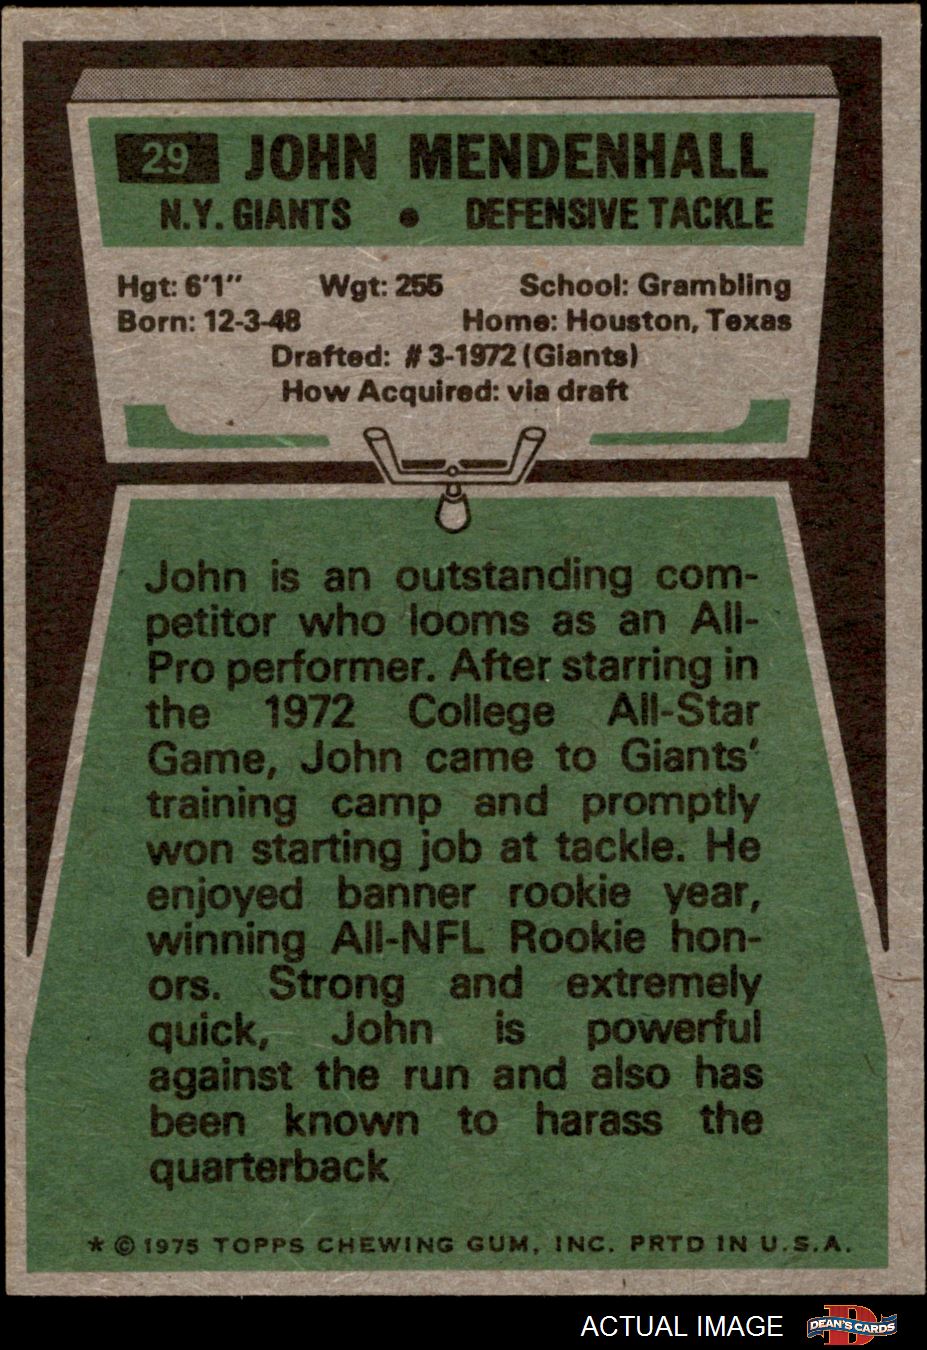 29 JOHN MENDENHALL
N.Y. GIANTS • DEFENSIVE TACKLE
Hgt: 6'1" Wgt: 255 School: Grambling
Born: 12-3-48 Home: Houston, Texas
Drafted: #3-1972 (Giants)
How Acquired: via draft
John is an outstanding com-
petitor who looms as an All-
Pro performer. After starring in
the 1972 College All-Star
Game, John came to Giants'
training camp and promptly
won starting job at tackle. He
enjoyed banner rookie year,
winning All-NFL Rookie hon-
ors. Strong and extremely
quick, John is powerful
against the run and also has
been known to harass the
quarterback
* © 1975 TOPPS CHEWING GUM, INC. PRTD IN U.S.A.
ACTUAL IMAGE D DEAN'S CARDS